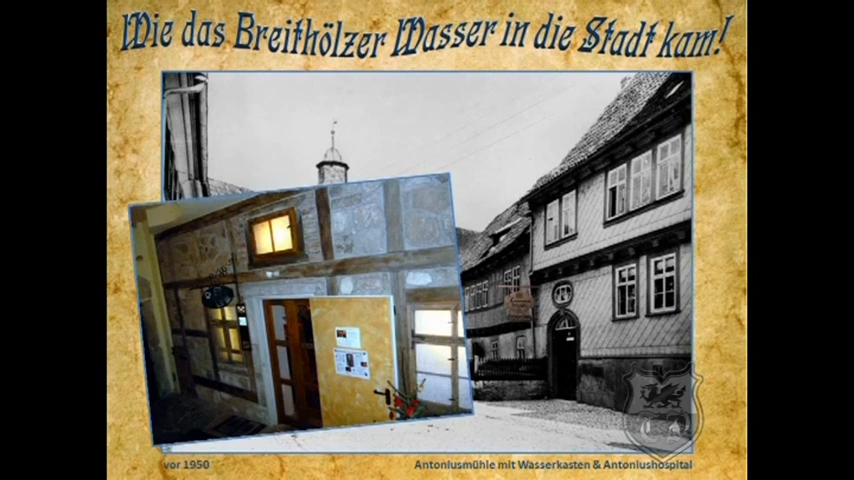 Wie das Breithölzer Wasser in die Stadt kam!
vor 1950
Antoniusmühle mit Wasserkasten & Antoniushospital